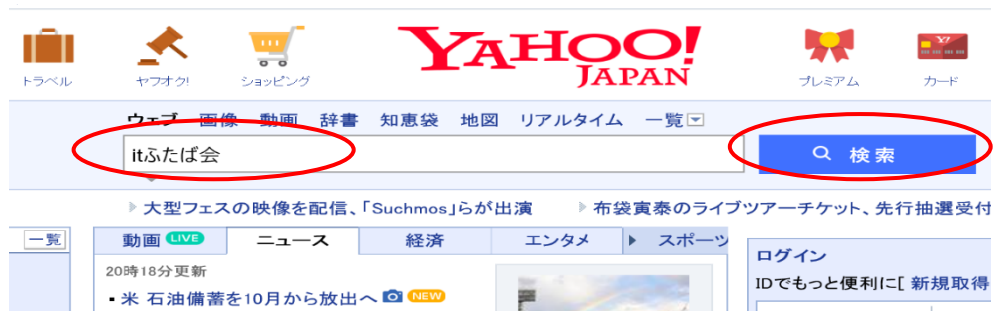 YAHOO!
JAPAN
トラベル
ヤフオク!
ショッピング
プレミアム
カード
ウェブ 画像 動画 辞書 知恵袋 地図 リアルタイム 一覧
itふたば会
検索
大型フェスの映像を配信、「Suchmos」らが出演
布袋寅泰のライブツアーチケット、先行抽選受付
一覧
動画 LIVE
ニュース
経済
エンタメ
スポーツ
20時18分更新
米 石油備蓄を10月から放出へ NEW
ログイン
IDでもっと便利に[ 新規取得